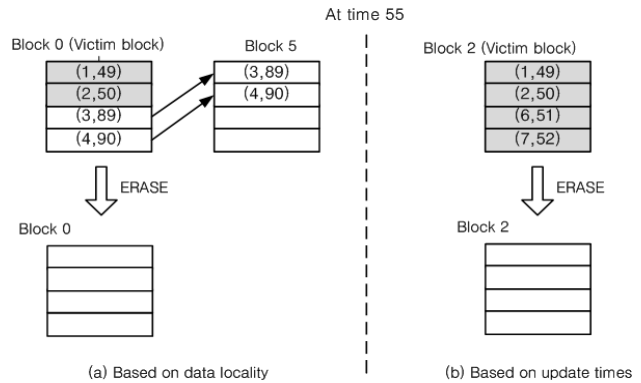 At time 55
Block 0 (Victim block)
Block 5
(1,49)
(2,50)
(3,89)
(4,90)
(3,89)
(4,90)
ERASE
Block 0
(a) Based on data locality
Block 2 (Victim block)
(1,49)
(2,50)
(6,51)
(7,52)
ERASE
Block 2
(b) Based on update times